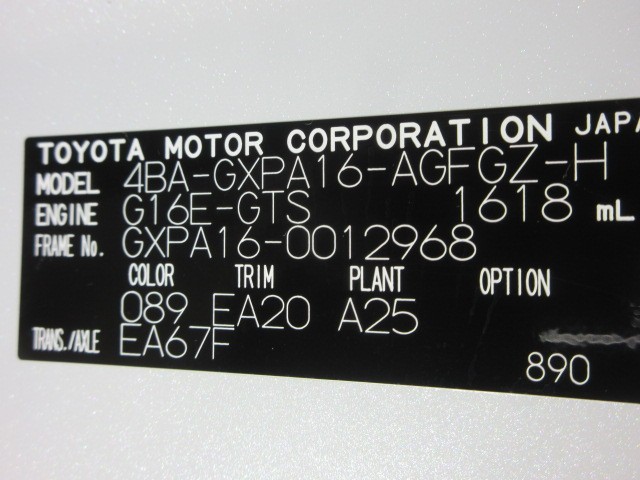 TOYOTA MOTOR CORPORATION JAPA
MODEL 4BA-GXPA16-AGFGZ-H
ENGINE G16E-GTS 1618 mL
FRAME No. GXPA16-0012968
COLOR TRIM PLANT OPTION
089 EA20 A25
TRANS./AXLE EA67F
890